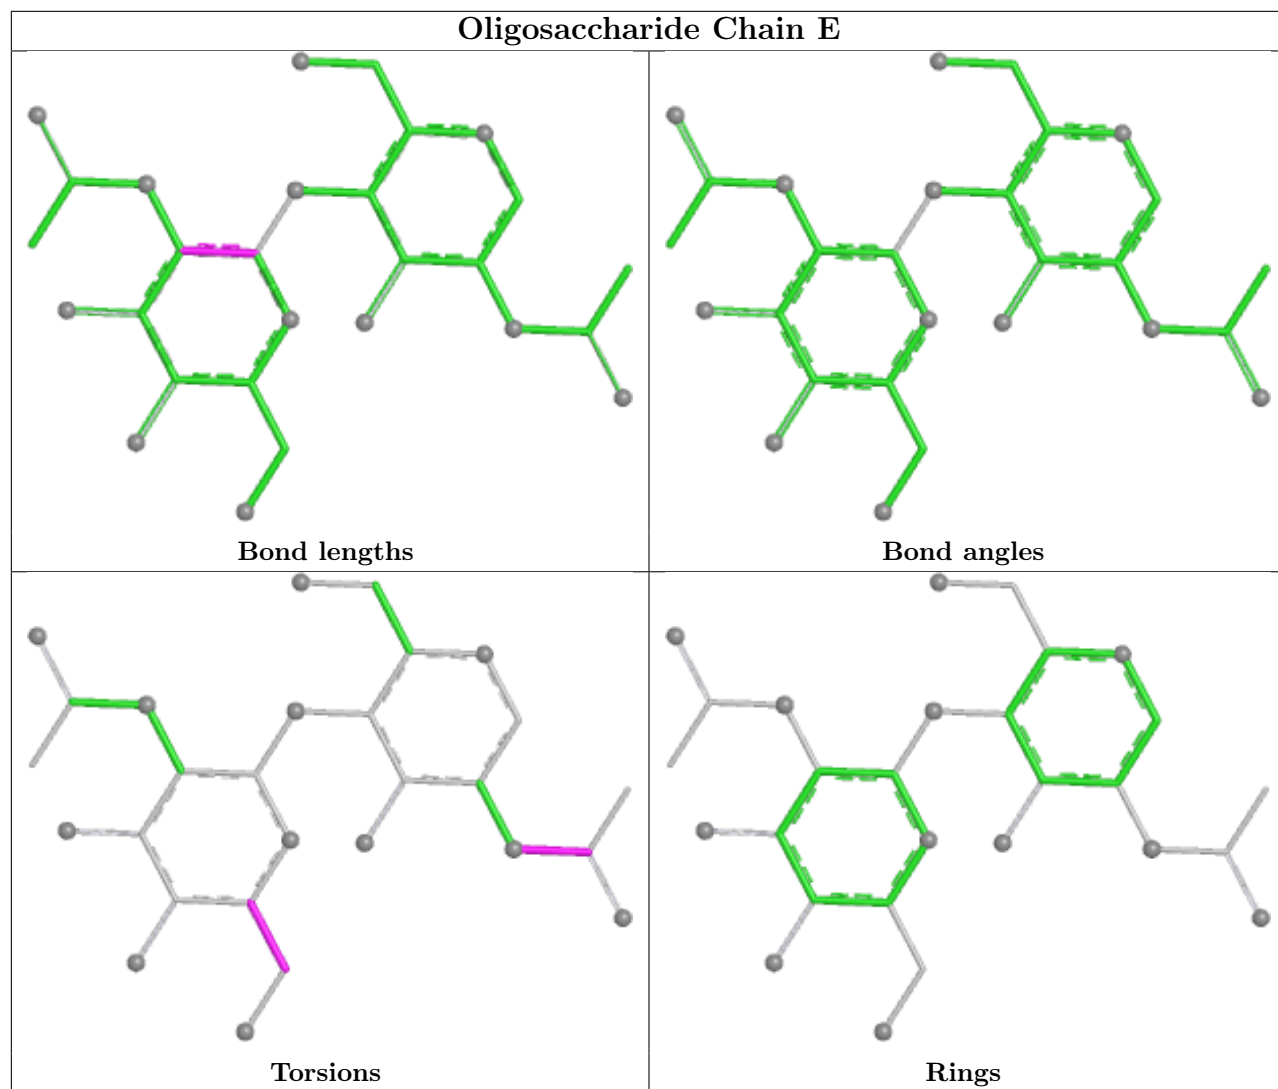 Oligosaccharide Chain E
Bond lengths
Bond angles
Torsions
Rings